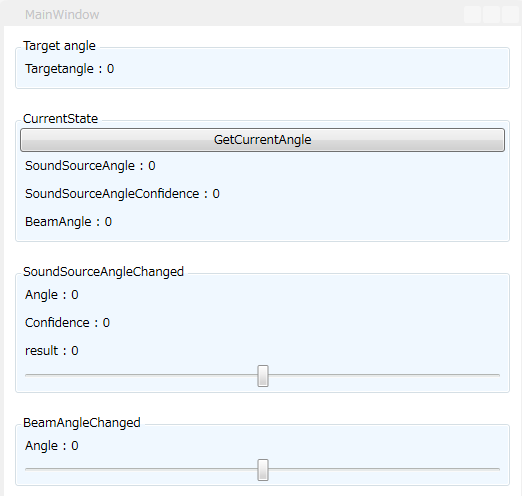 MainWindow
Target angle
Targetangle : 0
CurrentState
GetCurrentAngle
SoundSourceAngle : 0
SoundSourceAngleConfidence : 0
BeamAngle : 0
SoundSourceAngleChanged
Angle : 0
Confidence : 0
result : 0
BeamAngleChanged
Angle : 0